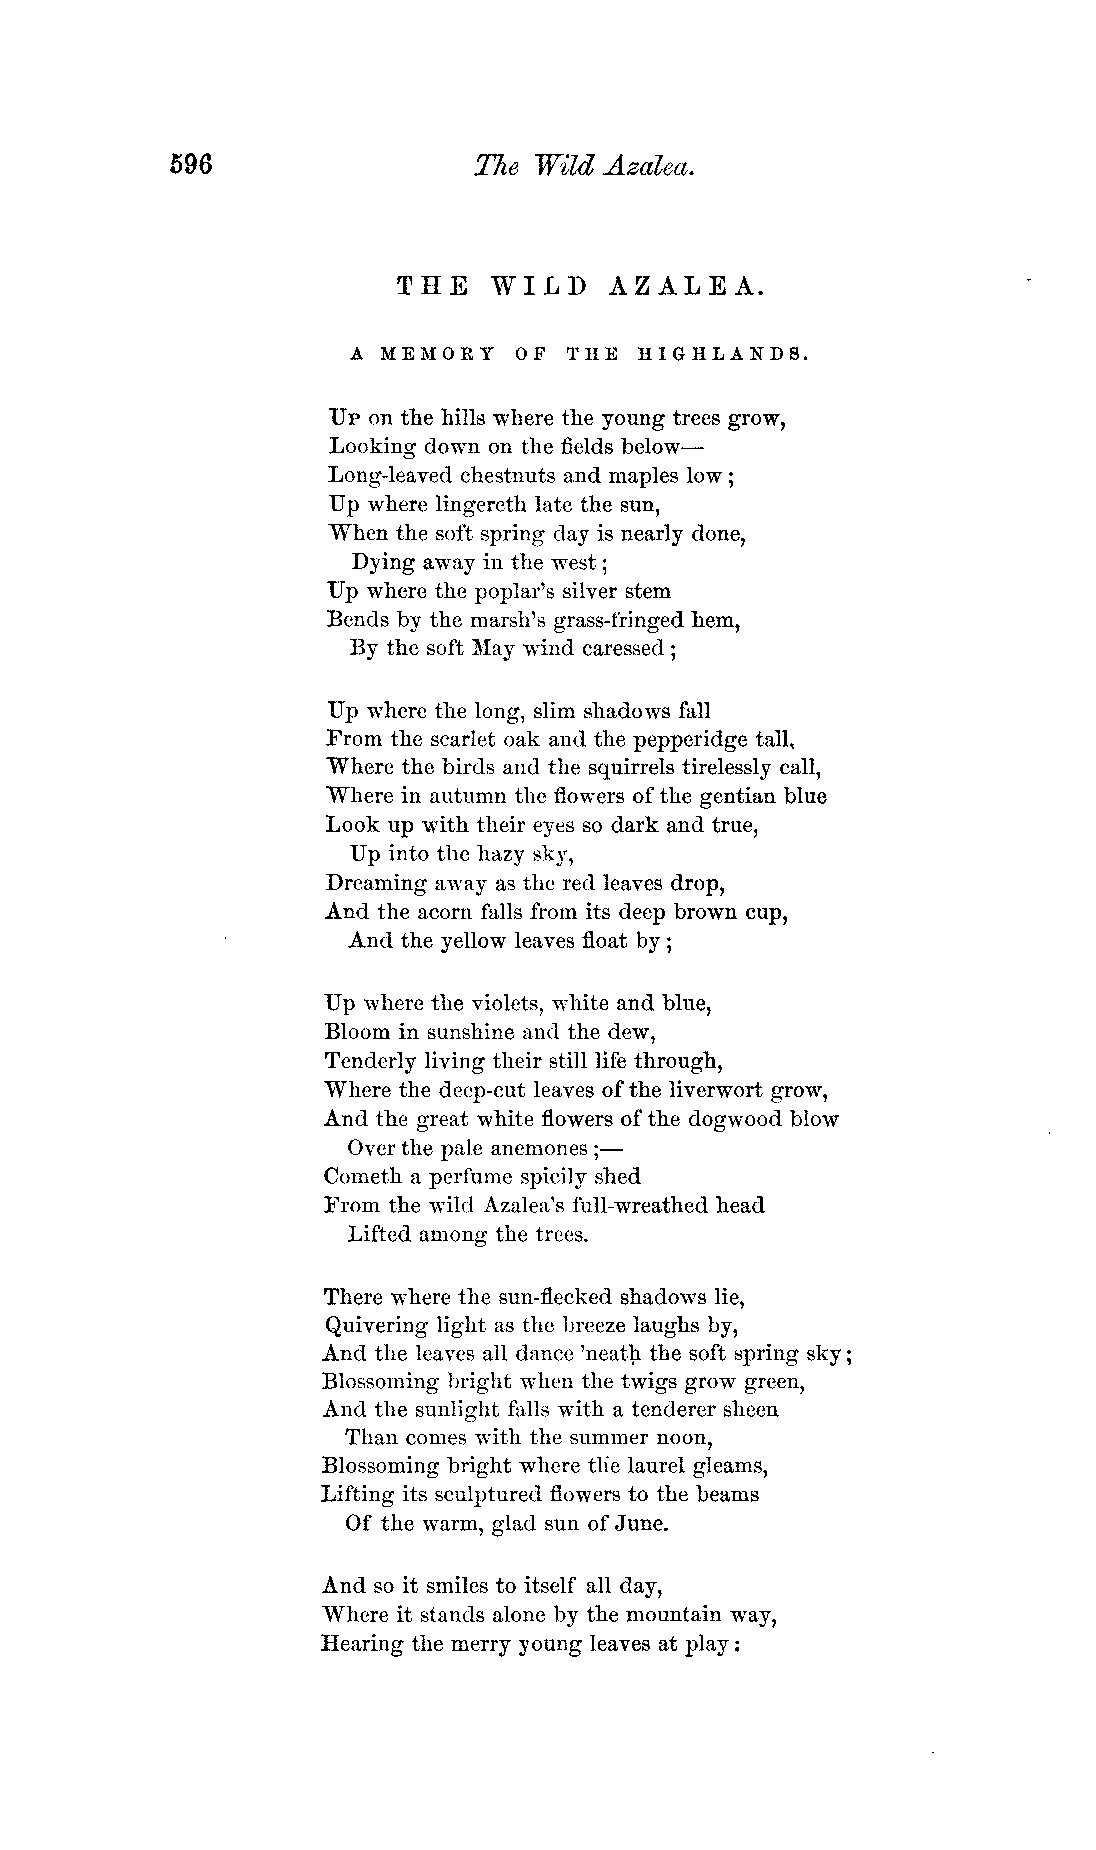 596 The Wild Azalea.
THE WILD AZALEA.
A MEMORY OF THE HIGHLANDS.
Up on the hills where the young trees grow,
Looking down on the fields below—
Long-leaved chestnuts and maples low;
Up where lingereth late the sun,
When the soft spring day is nearly done,
Dying away in the west;
Up where the poplar's silver stem
Bends by the marsh's grass-fringed hem,
By the soft May wind caressed;
Up where the long, slim shadows fall
From the scarlet oak and the pepperidge tall,
Where the birds and the squirrels tirelessly call,
Where in autumn the flowers of the gentian blue
Look up with their eyes so dark and true,
Up into the hazy sky,
Dreaming away as the red leaves drop,
And the acorn falls from its deep brown cup,
And the yellow leaves float by;
Up where the violets, white and blue,
Bloom in sunshine and the dew,
Tenderly living their still life through,
Where the deep-cut leaves of the liverwort grow,
And the great white flowers of the dogwood blow
Over the pale anemones;—
Cometh a perfume spicily shed
From the wild Azalea's full-wreathed head
Lifted among the trees.
There where the sun-flecked shadows lie,
Quivering light as the breeze laughs by,
And the leaves all dance 'neath the soft spring sky;
Blossoming bright when the twigs grow green,
And the sunlight falls with a tenderer sheen
Than comes with the summer noon,
Blossoming bright where the laurel gleams,
Lifting its sculptured flowers to the beams
Of the warm, glad sun of June.
And so it smiles to itself all day,
Where it stands alone by the mountain way,
Hearing the merry young leaves at play: